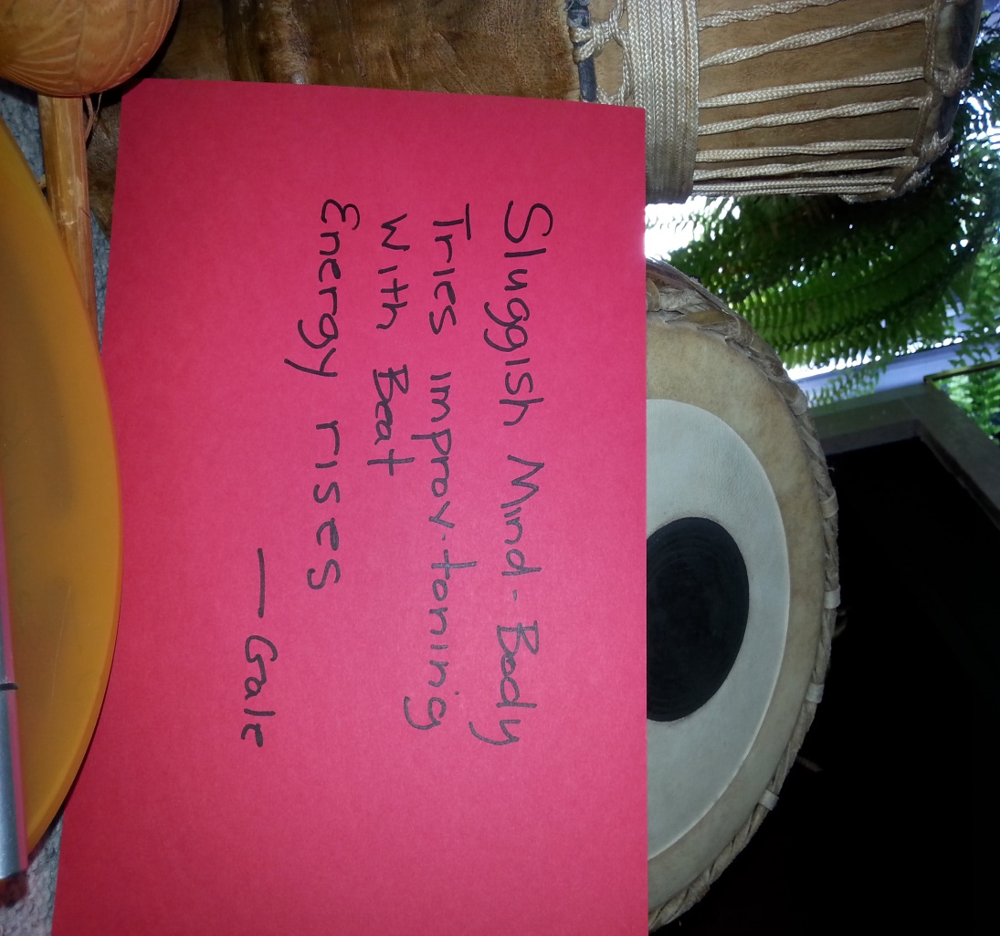 Sluggish Mind-Body
Tries improv.toning
With Beat
Energy rises
— Gale